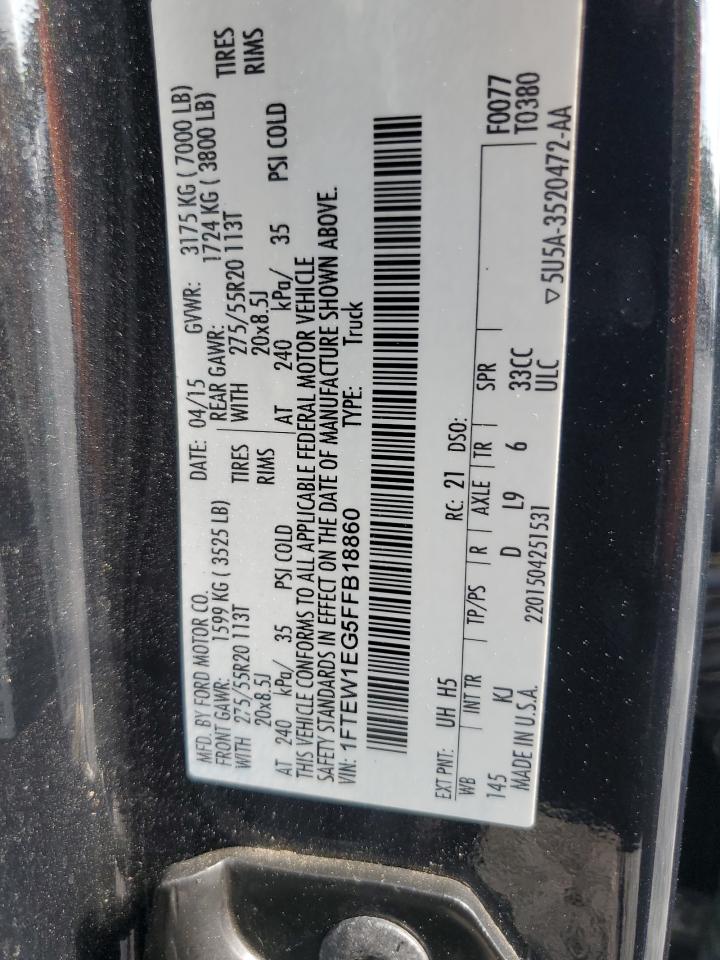 MFD. BY FORD MOTOR CO.
DATE: 04/15 GVWR: 3175 KG ( 7000 LB)
FRONT GAWR: 1599 KG ( 3525 LB)
REAR GAWR: 1724 KG ( 3800 LB)
WITH 275/55R20 113T TIRES
WITH 275/55R20 113T TIRES
20x8.5J RIMS
20x8.5J RIMS
AT 240 kPa/ 35 PSI COLD
AT 240 kPa/ 35 PSI COLD
THIS VEHICLE CONFORMS TO ALL APPLICABLE FEDERAL MOTOR VEHICLE
SAFETY STANDARDS IN EFFECT ON THE DATE OF MANUFACTURE SHOWN ABOVE.
VIN: 1FTEW1EG5FFB18860 TYPE: Truck
EXT PNT: UH H5 RC: 21 DSO: F0077
T0380
WB INT TR TP/PS R AXLE TR SPR
145 KJ D L9 6 33CC
MADE IN U.S.A. 2201504251531 ULC
▽5U5A-3520472-AA